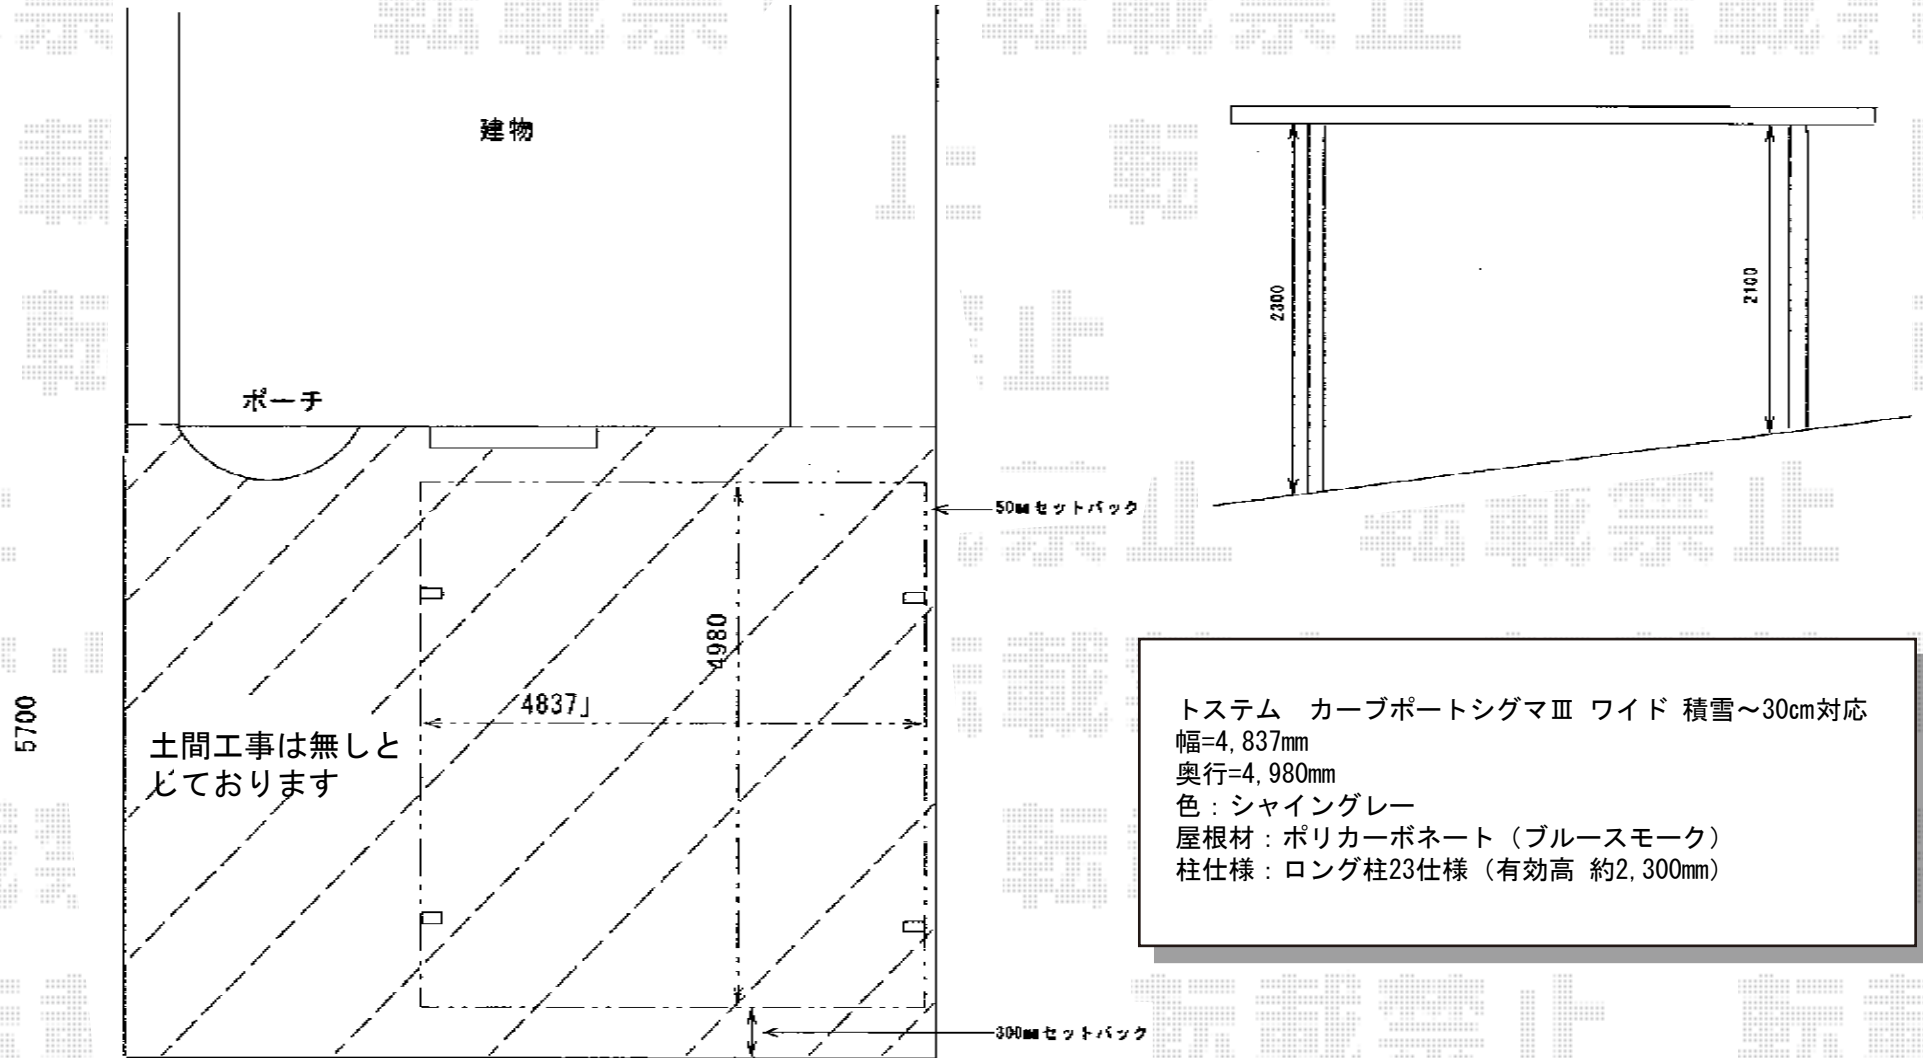 建物
ポーチ
50㎜セットバック
4980
4837」
5700
土間工事は無しと
しております
300㎜セットバック
2300
2100
トステム カーブポートシグマⅢ ワイド 積雪～30㎝対応
幅=4,837mm
奥行=4,980mm
色：シャイングレー
屋根材：ポリカーボネート（ブルースモーク）
柱仕様：ロング柱23仕様（有効高 約2,300mm）
転載禁止